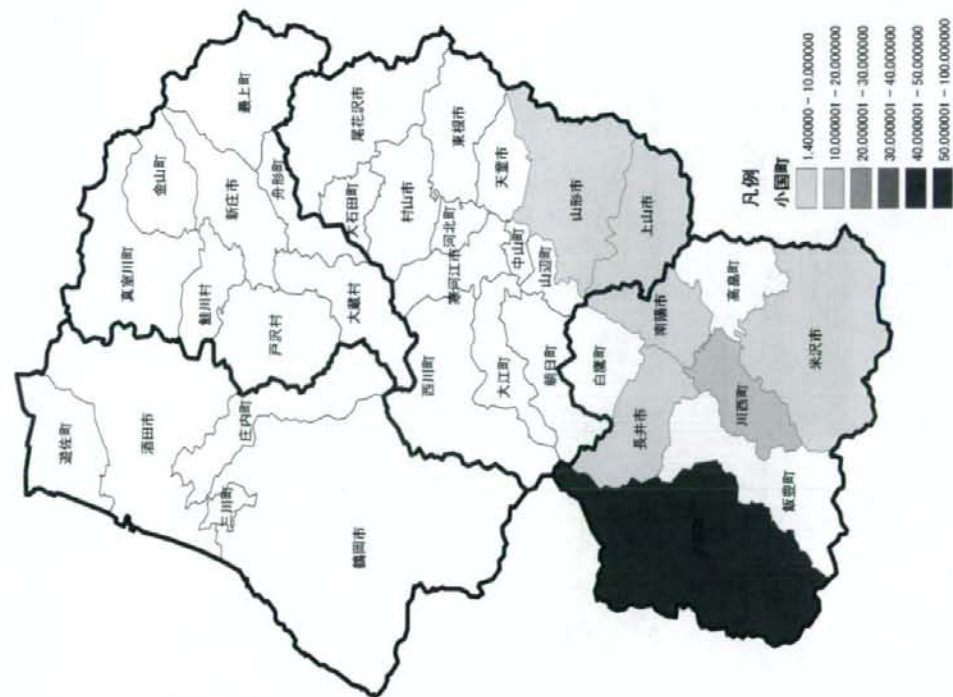 遊佐町
酒田市
庄内町
三川町
鶴岡市
真室川町
金山町
最上町
鮭川村
新庄市
舟形町
戸沢村
大蔵村
尾花沢市
大石田町
村山市
東根市
西川町
寒河江市
河北町
天童市
大江町
中山町
山辺町
山形市
朝日町
上山市
白鷹町
南陽市
高畠町
長井市
川西町
米沢市
飯豊町
凡例
小国町
1.400000 - 10.000000
10.000001 - 20.000000
20.000001 - 30.000000
30.000001 - 40.000000
40.000001 - 50.000000
50.000001 - 100.000000